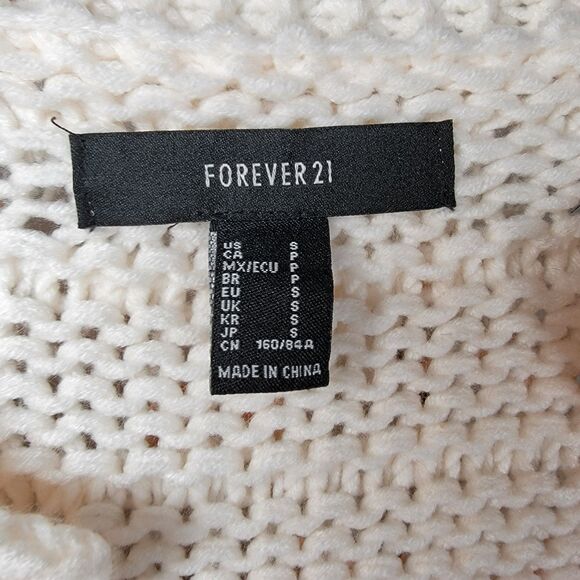 FOREVER 21
US S
CA P
MX/ECU P
BR P
EU S
UK S
KR S
JP S
CN 160/84A
MADE IN CHINA